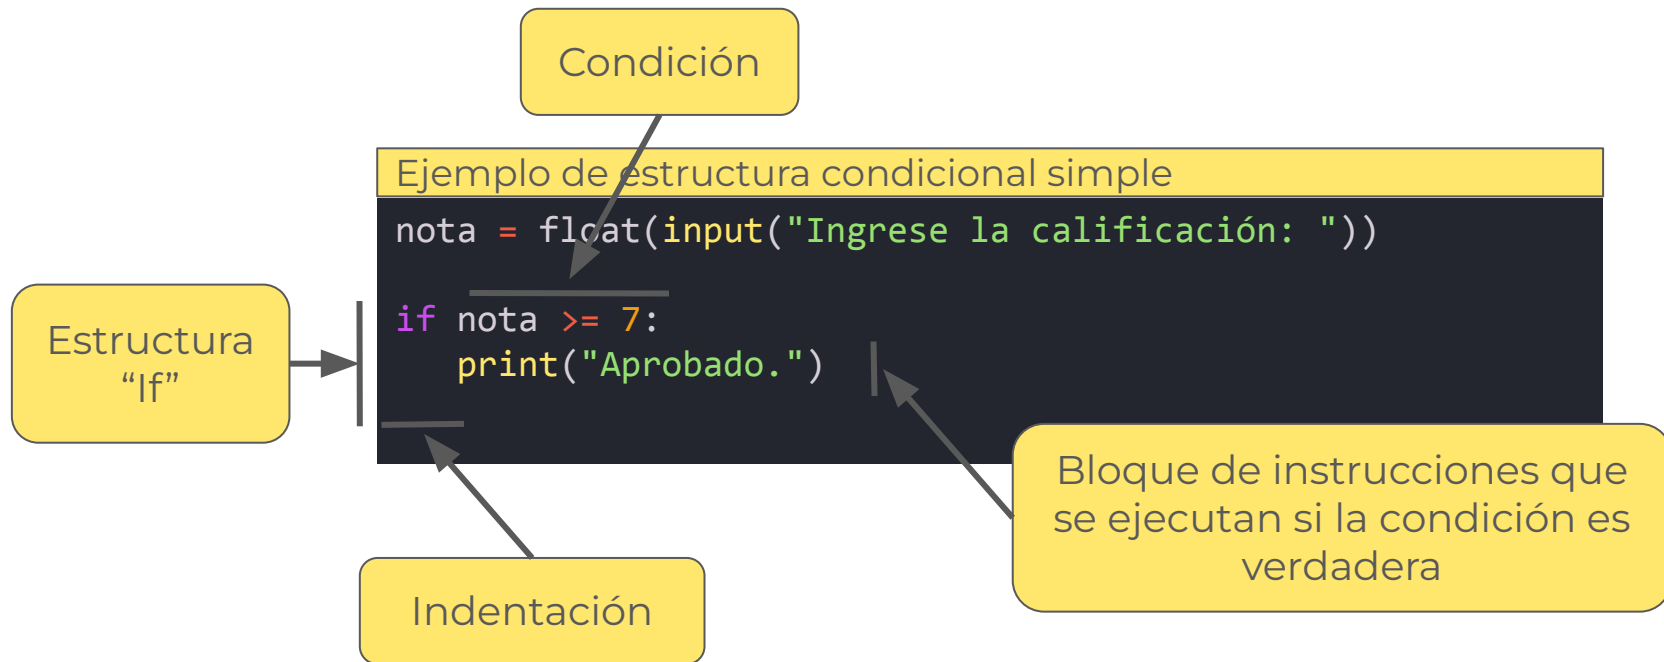 Condición
Ejemplo de estructura condicional simple
nota = float(input("Ingrese la calificación: "))
if nota >= 7:
   print("Aprobado.")
Estructura
“If”
Bloque de instrucciones que
se ejecutan si la condición es
verdadera
Indentación